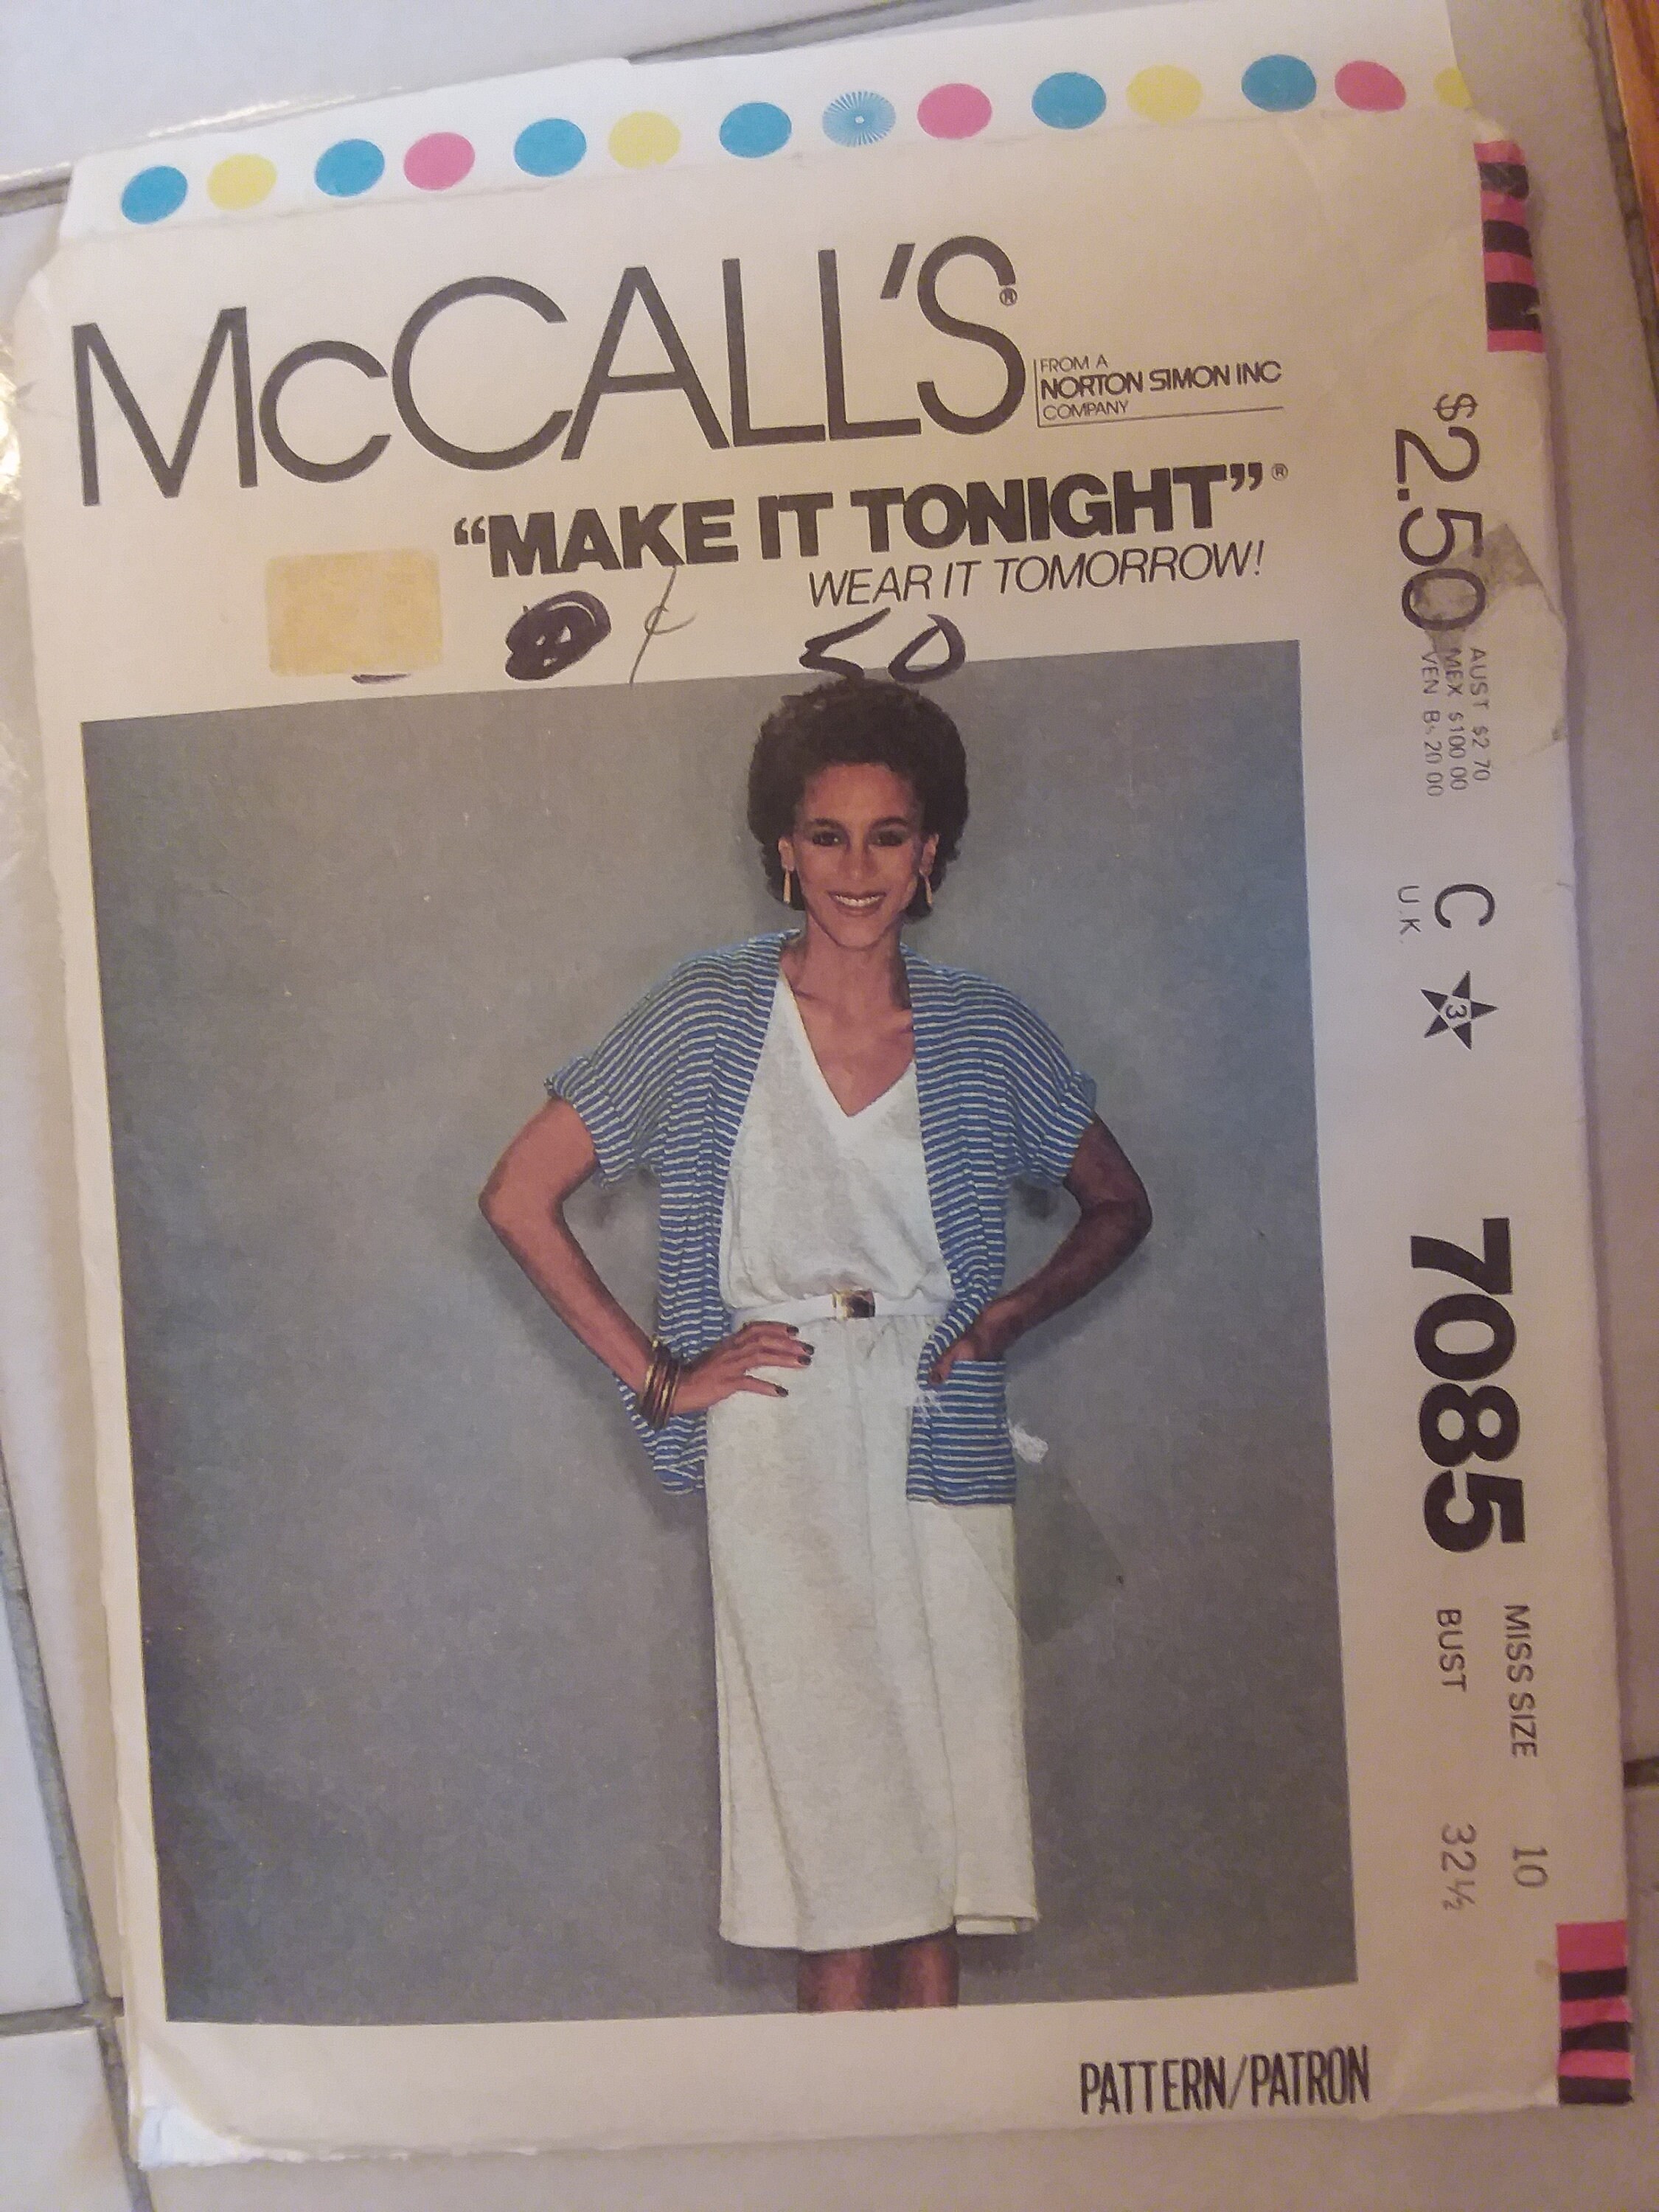 McCALL'S®
FROM A
NORTON SIMON INC
COMPANY
“MAKE IT TONIGHT”®
WEAR IT TOMORROW!
¢ 50
$2.50
AUST $2 70
MEX $100 00
VEN Bs 20 00
C
U.K.
3
7085
MISS SIZE 10
BUST 32½
PATTERN/PATRON